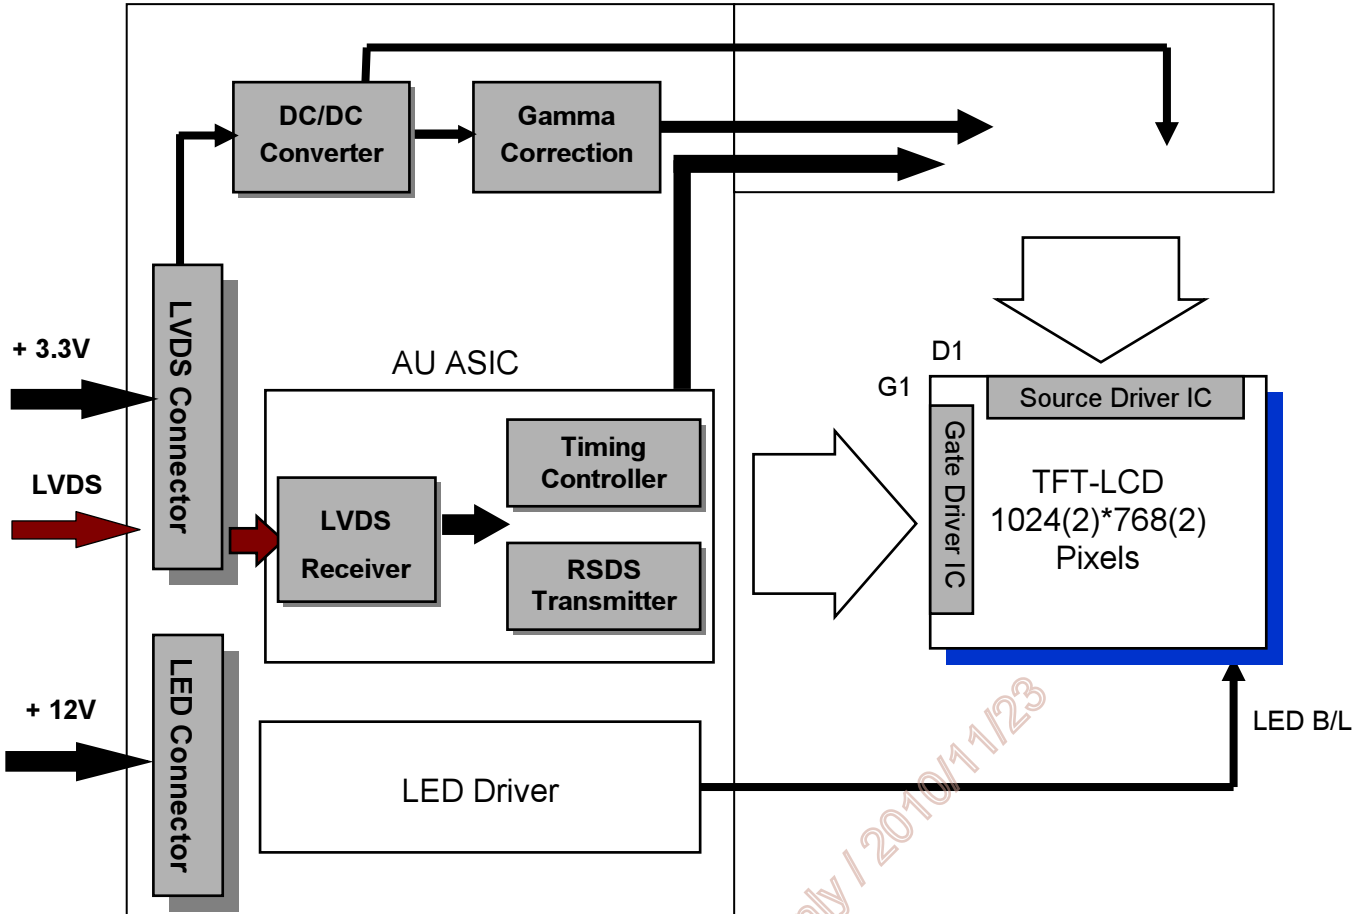 DC/DC
Converter
Gamma
Correction
LVDS Connector
+ 3.3V
LVDS
AU ASIC
Timing
Controller
LVDS
Receiver
RSDS
Transmitter
D1
G1
Source Driver IC
Gate Driver IC
TFT-LCD
1024(2)*768(2)
Pixels
LED Connector
+ 12V
LED Driver
LED B/L
/ 2010/11/23